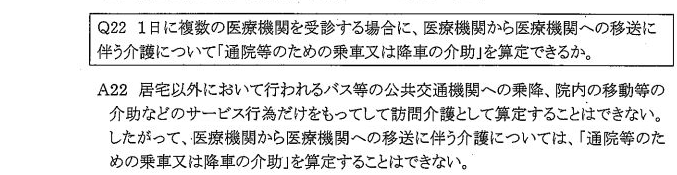 Q22 1日に複数の医療機関を受診する場合に、医療機関から医療機関への移送に
伴う介護について「通院等のための乗車又は降車の介助」を算定できるか。
A22 居宅以外において行われるバス等の公共交通機関への乗降、院内の移動等の
介助などのサービス行為だけをもってして訪問介護として算定することはできない。
したがって、医療機関から医療機関への移送に伴う介護については、「通院等のた
めの乗車又は降車の介助」を算定することはできない。